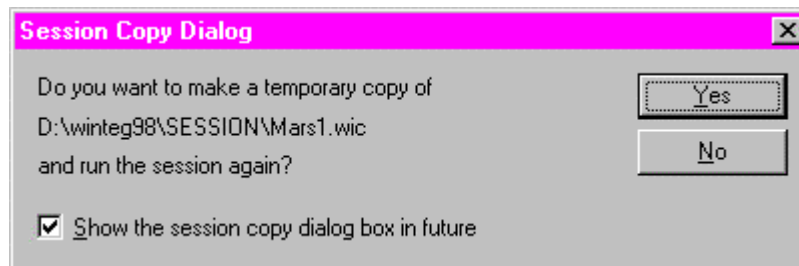 Session Copy Dialog
Do you want to make a temporary copy of
D:\winteg98\SESSION\Mars1.wic
and run the session again?
Yes
No
Show the session copy dialog box in future